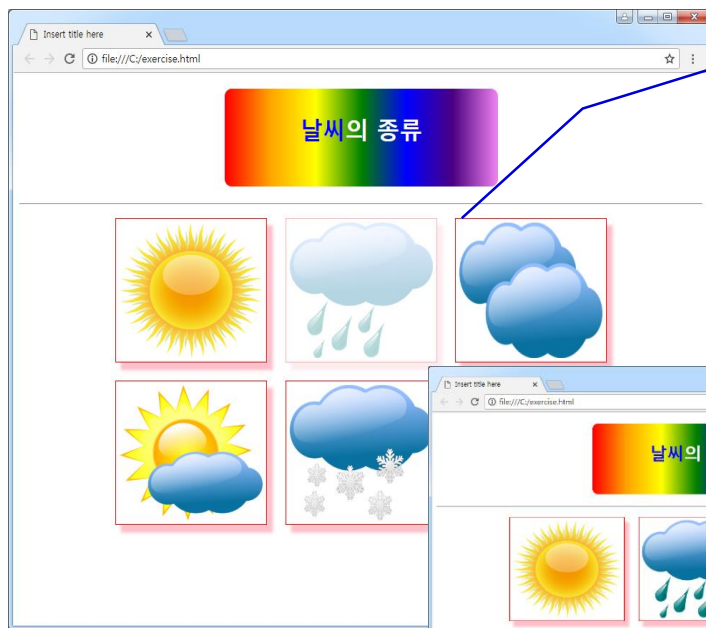 Insert title here
file:///C:/exercise.html
날씨의 종류
Insert title here
file:///C:/exercise.html
날씨의